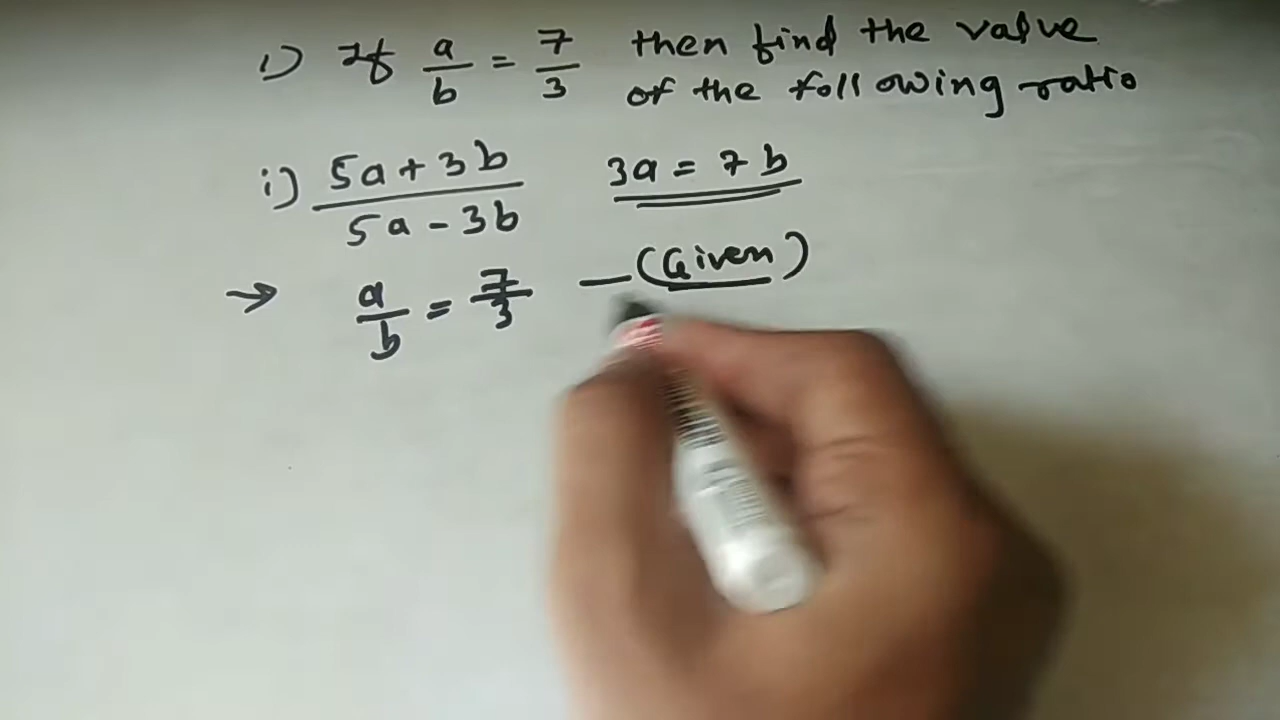 1) If a/b = 7/3 then find the value
of the following ratio
i) (5a + 3b)/(5a - 3b) 3a = 7b
→ a/b = 7/3 — (Given)